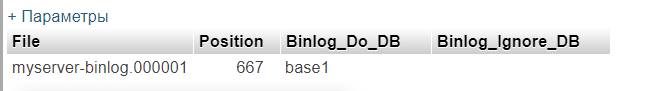 + Параметры
File Position Binlog_Do_DB Binlog_Ignore_DB
myserver-binlog.000001 667 base1